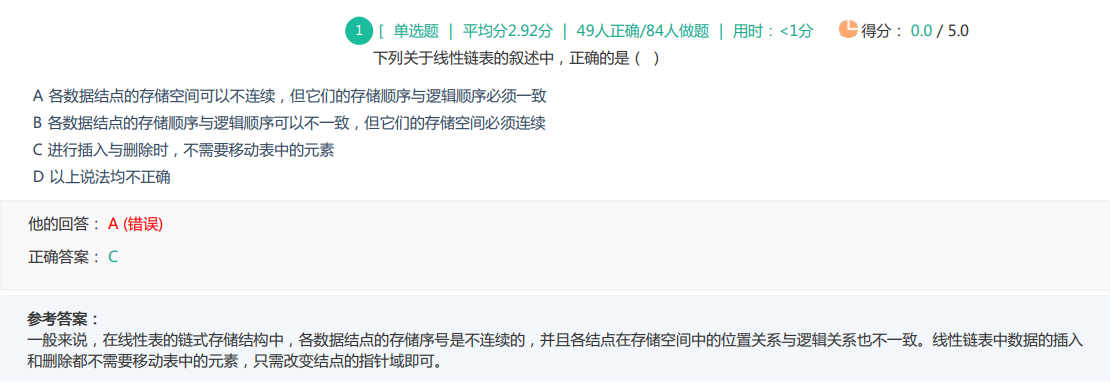 1 [ 单选题 | 平均分2.92分 | 49人正确/84人做题 | 用时：<1分 得分： 0.0 / 5.0
下列关于线性链表的叙述中，正确的是（ ）
A 各数据结点的存储空间可以不连续，但它们的存储顺序与逻辑顺序必须一致
B 各数据结点的存储顺序与逻辑顺序可以不一致，但它们的存储空间必须连续
C 进行插入与删除时，不需要移动表中的元素
D 以上说法均不正确
他的回答： A (错误)
正确答案： C
参考答案：
一般来说，在线性表的链式存储结构中，各数据结点的存储序号是不连续的，并且各结点在存储空间中的位置关系与逻辑关系也不一致。线性链表中数据的插入
和删除都不需要移动表中的元素，只需改变结点的指针域即可。